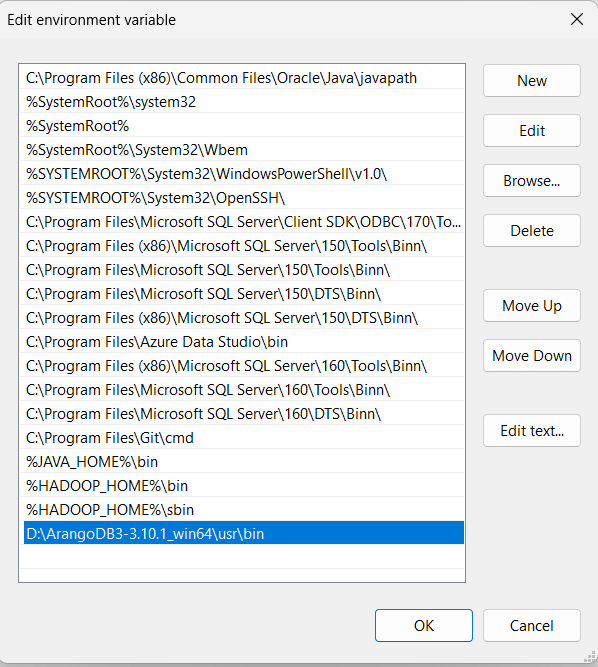 Edit environment variable
C:\Program Files (x86)\Common Files\Oracle\Java\javapath
%SystemRoot%\system32
%SystemRoot%
%SystemRoot%\System32\Wbem
%SYSTEMROOT%\System32\WindowsPowerShell\v1.0\
%SYSTEMROOT%\System32\OpenSSH\
C:\Program Files\Microsoft SQL Server\Client SDK\ODBC\170\To...
C:\Program Files (x86)\Microsoft SQL Server\150\Tools\Binn\
C:\Program Files\Microsoft SQL Server\150\Tools\Binn\
C:\Program Files\Microsoft SQL Server\150\DTS\Binn\
C:\Program Files (x86)\Microsoft SQL Server\150\DTS\Binn\
C:\Program Files\Azure Data Studio\bin
C:\Program Files (x86)\Microsoft SQL Server\160\Tools\Binn\
C:\Program Files\Microsoft SQL Server\160\Tools\Binn\
C:\Program Files\Microsoft SQL Server\160\DTS\Binn\
C:\Program Files\Git\cmd
%JAVA_HOME%\bin
%HADOOP_HOME%\bin
%HADOOP_HOME%\sbin
D:\ArangoDB3-3.10.1_win64\usr\bin
New
Edit
Browse...
Delete
Move Up
Move Down
Edit text...
OK
Cancel